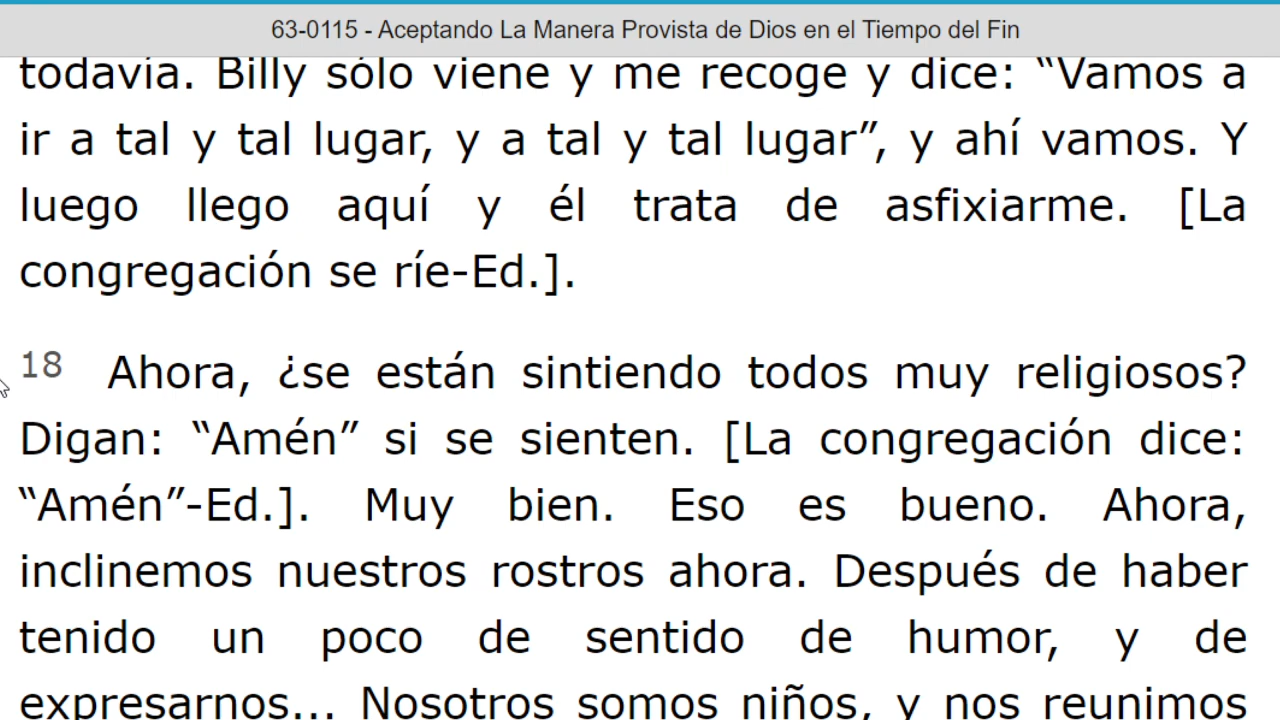 63-0115 - Aceptando La Manera Provista de Dios en el Tiempo del Fin
todavía. Billy sólo viene y me recoge y dice: “Vamos a
ir a tal y tal lugar, y a tal y tal lugar”, y ahí vamos. Y
luego llego aquí y él trata de asfixiarme. [La
congregación se ríe-Ed.].
18 Ahora, ¿se están sintiendo todos muy religiosos?
Digan: “Amén” si se sienten. [La congregación dice:
“Amén”-Ed.]. Muy bien. Eso es bueno. Ahora,
inclinemos nuestros rostros ahora. Después de haber
tenido un poco de sentido de humor, y de
expresarnos... Nosotros somos niños, y nos reunimos